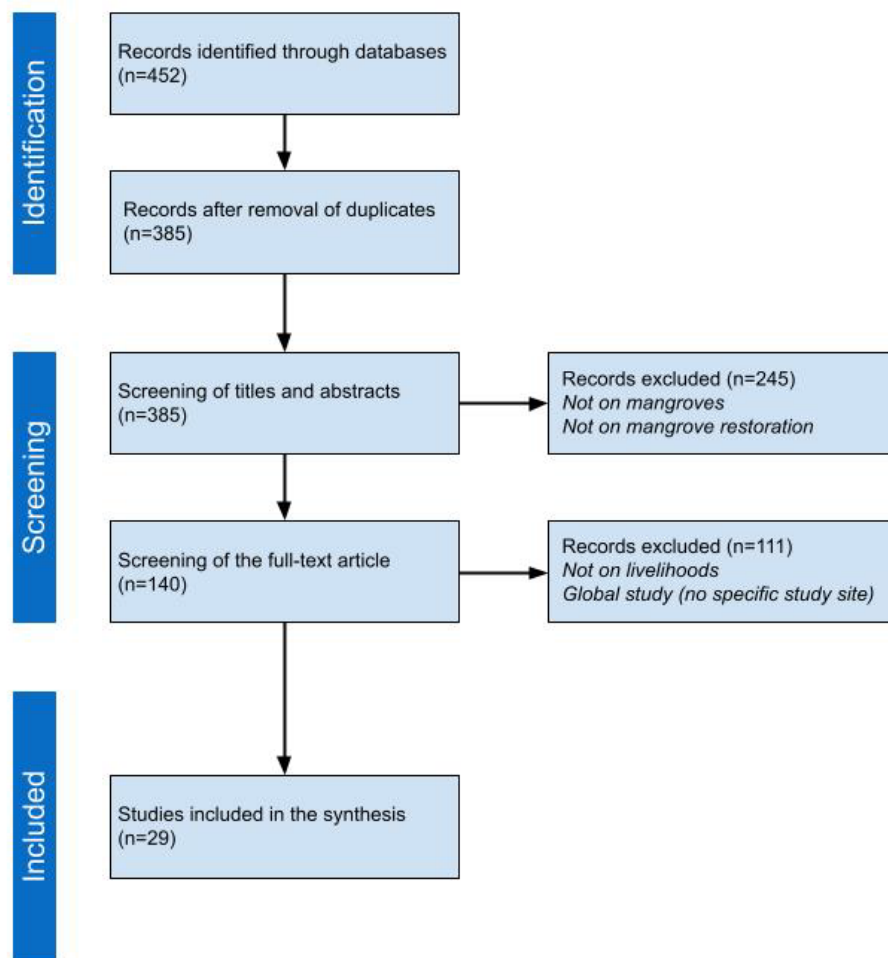 Identification
Records identified through databases
(n=452)
Records after removal of duplicates
(n=385)
Screening
Screening of titles and abstracts
(n=385)
Records excluded (n=245)
Not on mangroves
Not on mangrove restoration
Screening of the full-text article
(n=140)
Records excluded (n=111)
Not on livelihoods
Global study (no specific study site)
Included
Studies included in the synthesis
(n=29)